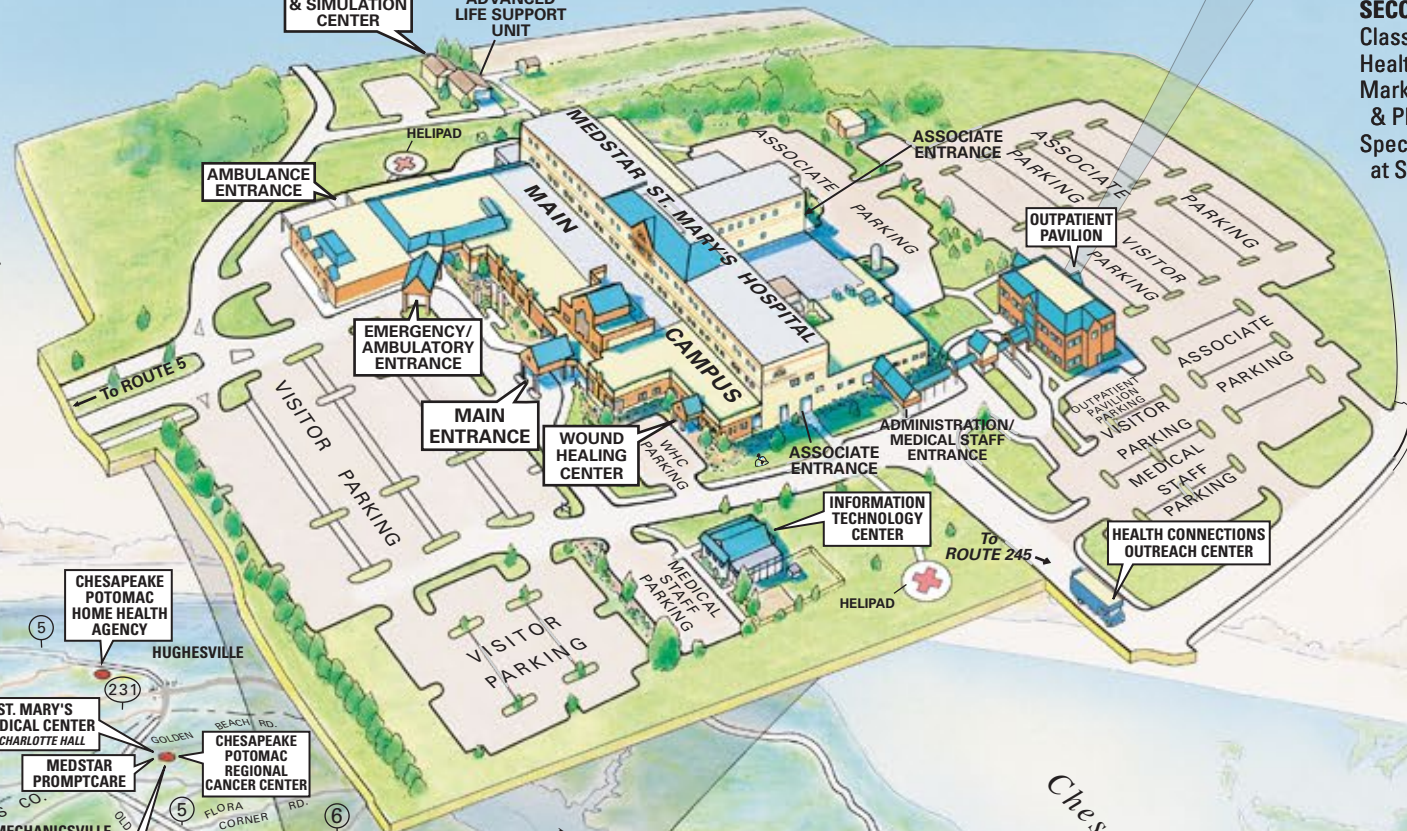 & SIMULATION
CENTER
ADVANCED
LIFE SUPPORT
UNIT
SECO
Class
Healt
Mark
& Pl
Spec
at S
HELIPAD
AMBULANCE
ENTRANCE
MEDSTAR ST. MARY'S HOSPITAL
MAIN
CAMPUS
ASSOCIATE
PARKING
ASSOCIATE
ENTRANCE
ASSOCIATE
PARKING
PARKING
VISITOR
PARKING
OUTPATIENT
PAVILION
EMERGENCY/
AMBULATORY
ENTRANCE
To ROUTE 5
VISITOR
PARKING
MAIN
ENTRANCE
WOUND
HEALING
CENTER
WHC
PARKING
ASSOCIATE
ENTRANCE
ADMINISTRATION/
MEDICAL STAFF
ENTRANCE
ASSOCIATE
PARKING
OUTPATIENT
PAVILION
PARKING
VISITOR
PARKING
MEDICAL
STAFF
PARKING
INFORMATION
TECHNOLOGY
CENTER
To
ROUTE 245
HEALTH CONNECTIONS
OUTREACH CENTER
HELIPAD
MEDICAL
STAFF
PARKING
VISITOR
PARKING
CHESAPEAKE
POTOMAC
HOME HEALTH
AGENCY
5
HUGHESVILLE
231
ST. MARY'S
DICAL CENTER
CHARLOTTE HALL
GOLDEN BEACH RD.
MEDSTAR
PROMPTCARE
CHESAPEAKE
POTOMAC
REGIONAL
CANCER CENTER
S CO.
OLD
5
FLORA
CORNER
RD.
6
MECHANICSVILLE
Ches